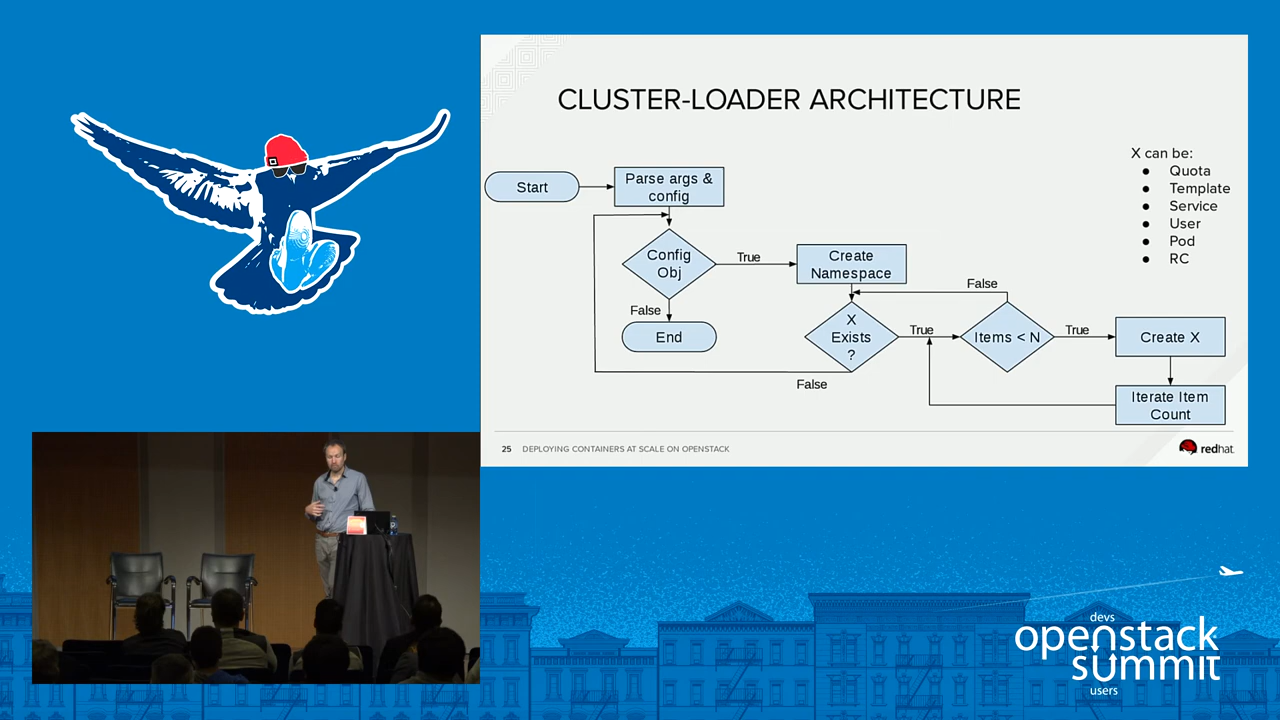 CLUSTER-LOADER ARCHITECTURE
X can be:
● Quota
● Template
● Service
● User
● Pod
● RC
Start
Parse args &
config
Config
Obj
True
Create
Namespace
False
False
End
X
Exists
?
True
Items < N
True
Create X
False
Iterate Item
Count
25 DEPLOYING CONTAINERS AT SCALE ON OPENSTACK
redhat.
devs
openstack
summit
users